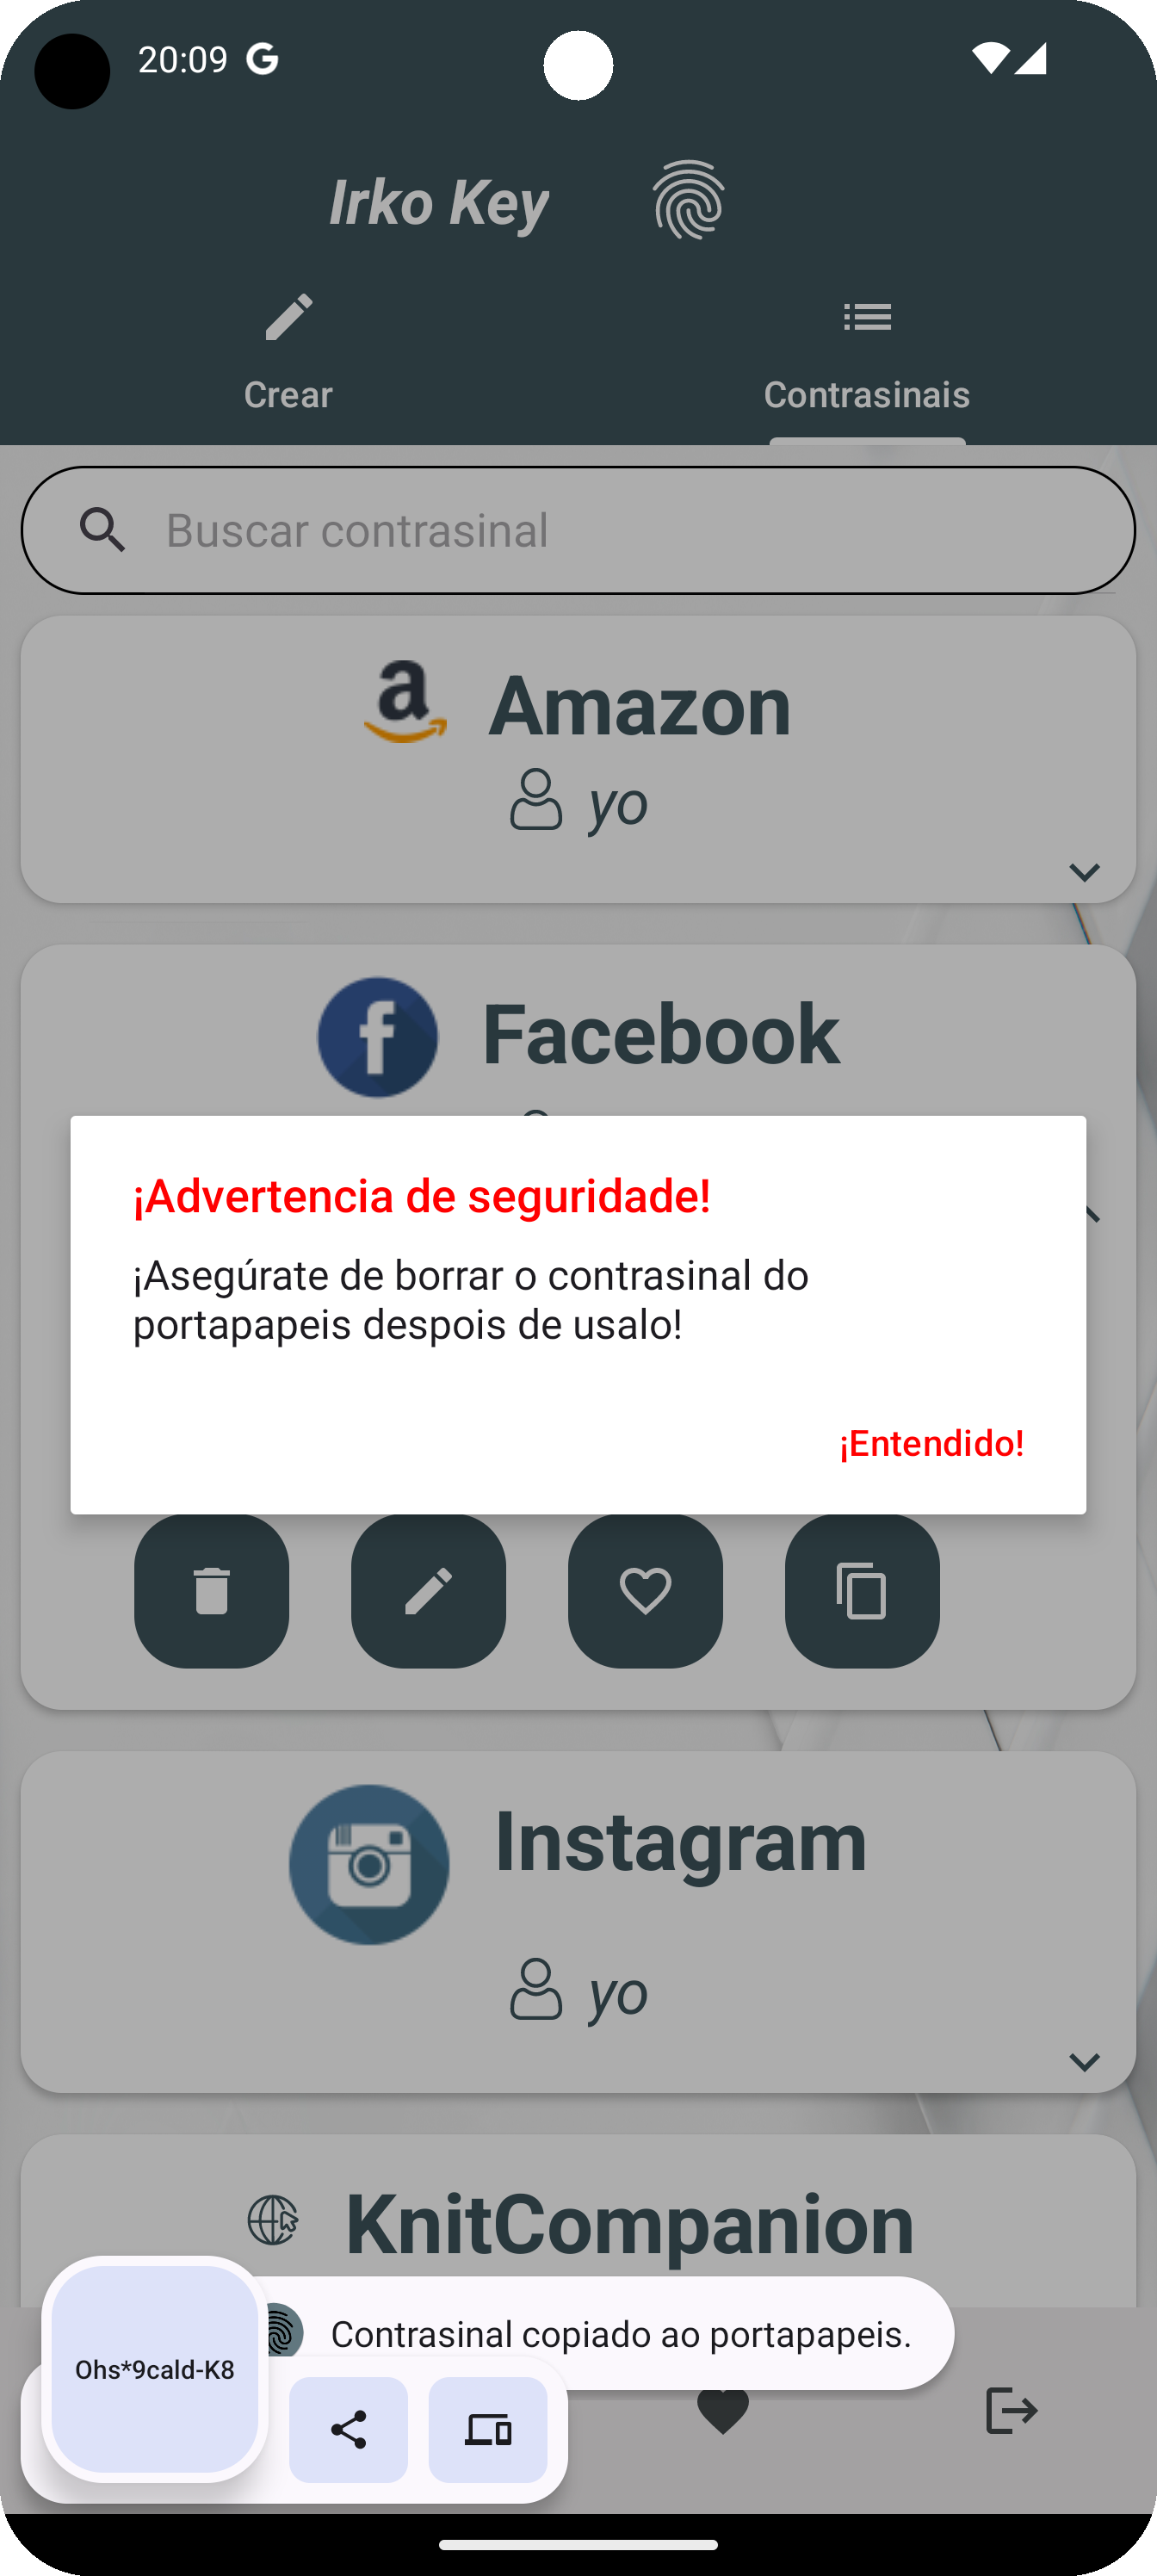 20:09
Irko Key
Crear
Contrasinais
Buscar contrasinal
Amazon
yo
Facebook
¡Advertencia de seguridade!
¡Asegúrate de borrar o contrasinal do
portapapeis despois de usalo!
¡Entendido!
Instagram
yo
KnitCompanion
Contrasinal copiado ao portapapeis.
Ohs*9cald-K8